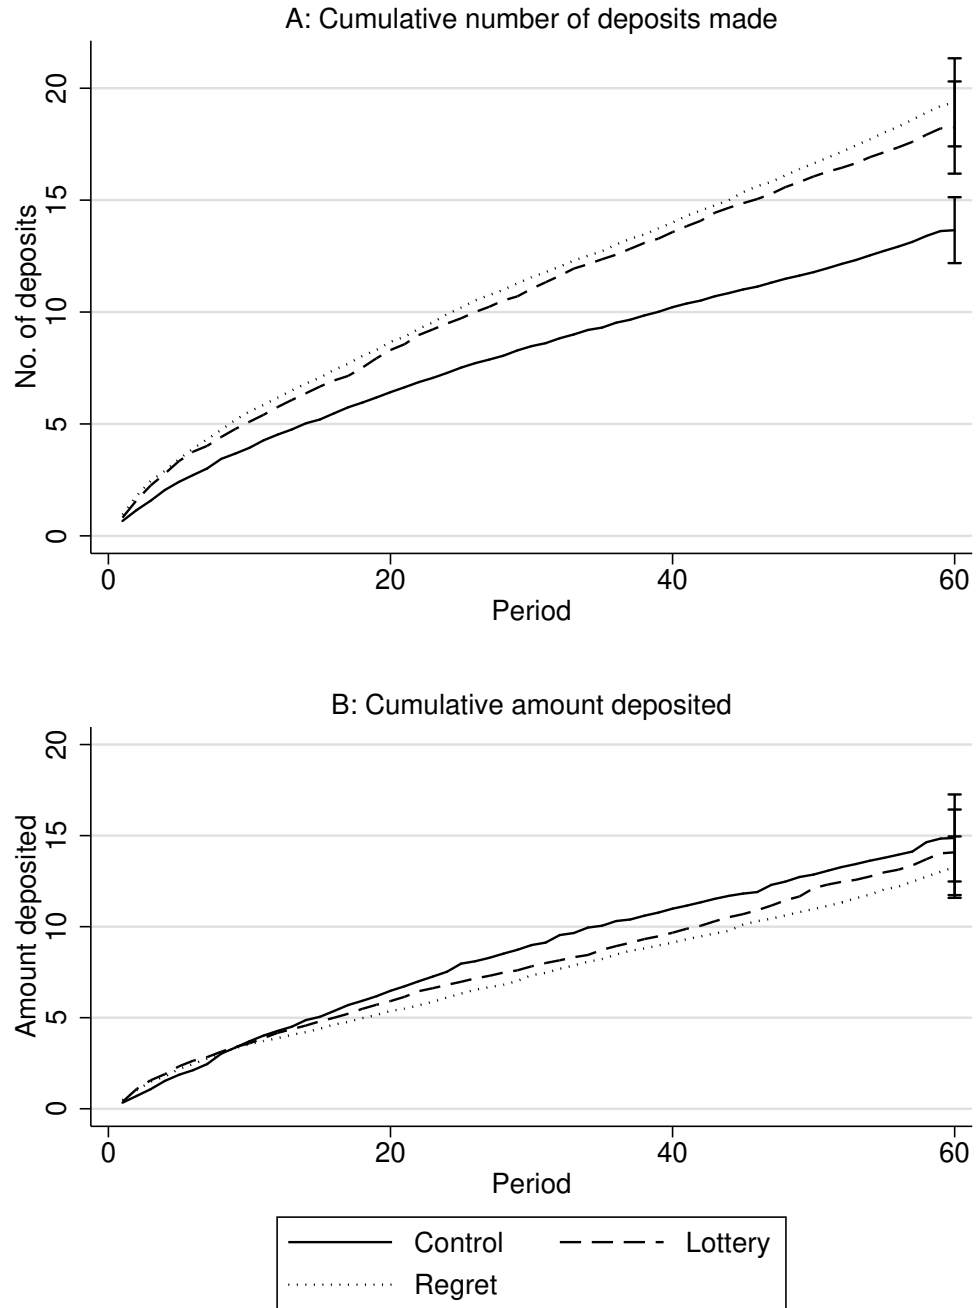 A: Cumulative number of deposits made
No. of deposits
20
15
10
5
0
0 20 40 60
Period
B: Cumulative amount deposited
Amount deposited
20
15
10
5
0
0 20 40 60
Period
Control Lottery
Regret